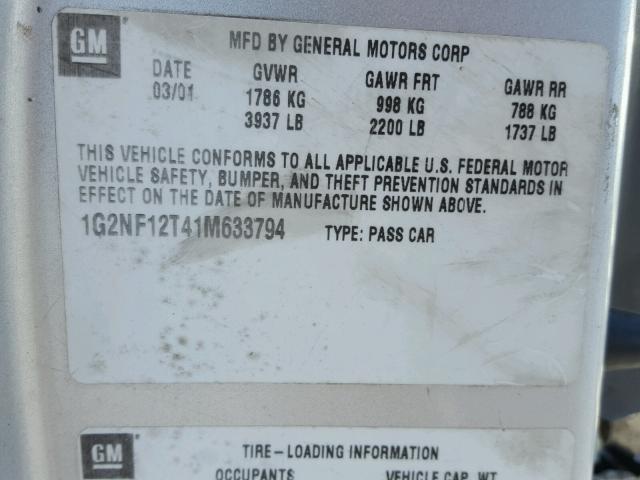 GM
MFD BY GENERAL MOTORS CORP
DATE GVWR GAWR FRT GAWR RR
03/01 1786 KG 998 KG 788 KG
3937 LB 2200 LB 1737 LB
THIS VEHICLE CONFORMS TO ALL APPLICABLE U.S. FEDERAL MOTOR
VEHICLE SAFETY, BUMPER, AND THEFT PREVENTION STANDARDS IN
EFFECT ON THE DATE OF MANUFACTURE SHOWN ABOVE.
1G2NF12T41M633794 TYPE: PASS CAR
GM
TIRE–LOADING INFORMATION
OCCUPANTS VEHICLE CAP. WT.